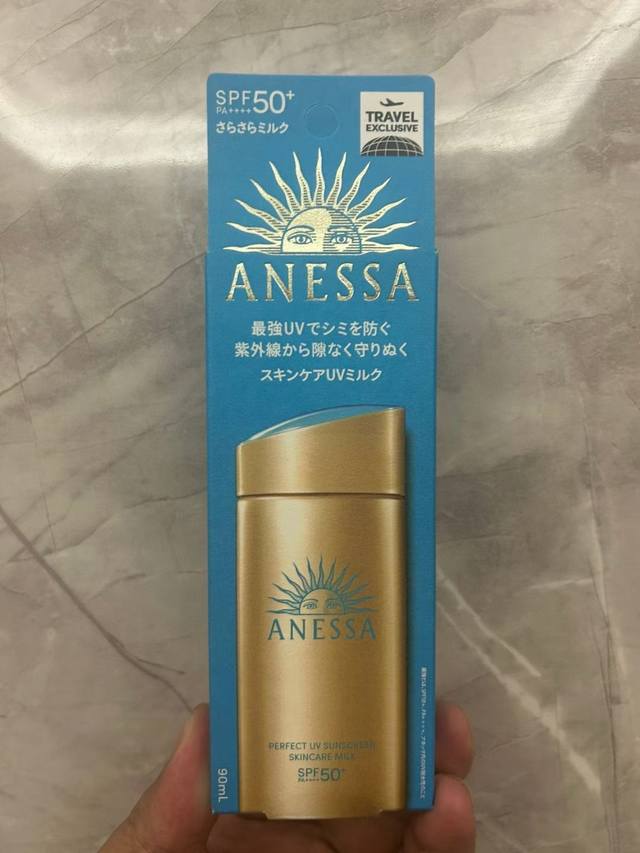 SPF50+
PA++++
さらさらミルク
TRAVEL
EXCLUSIVE
ANESSA
最強UVでシミを防ぐ
紫外線から隙なく守りぬく
スキンケアUVミルク
ANESSA
PERFECT UV SUNSCREEN
SKINCARE MILK
SPF50+
PA++++
90mL